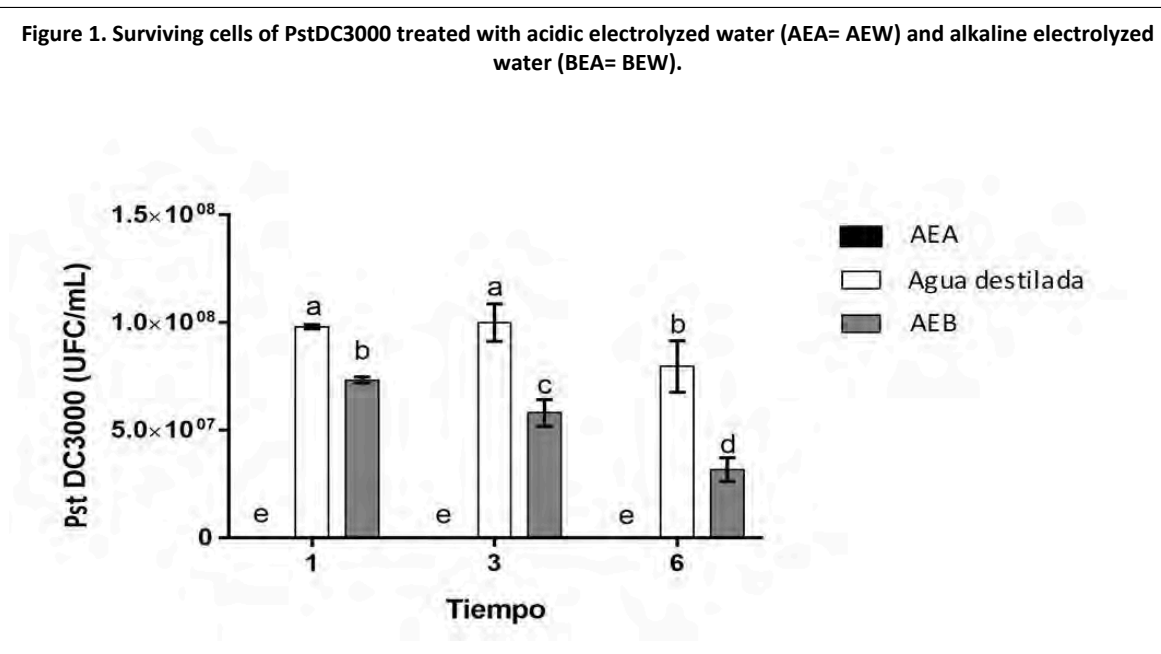 Figure 1. Surviving cells of PstDC3000 treated with acidic electrolyzed water (AEA= AEW) and alkaline electrolyzed
water (BEA= BEW).
1.5×10⁰⁸
1.0×10⁰⁸
5.0×10⁰⁷
0
Pst DC3000 (UFC/mL)
e
a
b
e
a
c
e
b
d
1
3
6
Tiempo
AEA
Agua destilada
AEB